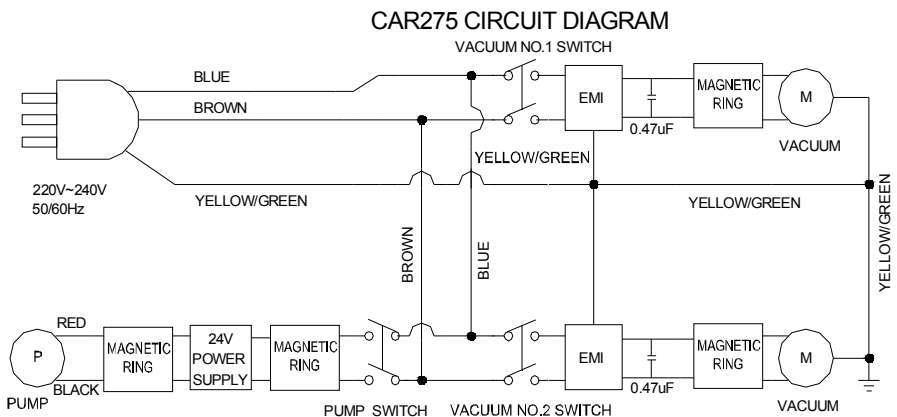 CAR275 CIRCUIT DIAGRAM
VACUUM NO.1 SWITCH
BLUE
BROWN
EMI
0.47uF
MAGNETIC
RING
M
VACUUM
YELLOW/GREEN
220V~240V
50/60Hz
YELLOW/GREEN
YELLOW/GREEN
YELLOW/GREEN
BROWN
BLUE
RED
P
BLACK
PUMP
MAGNETIC
RING
24V
POWER
SUPPLY
MAGNETIC
RING
PUMP SWITCH
VACUUM NO.2 SWITCH
EMI
0.47uF
MAGNETIC
RING
M
VACUUM